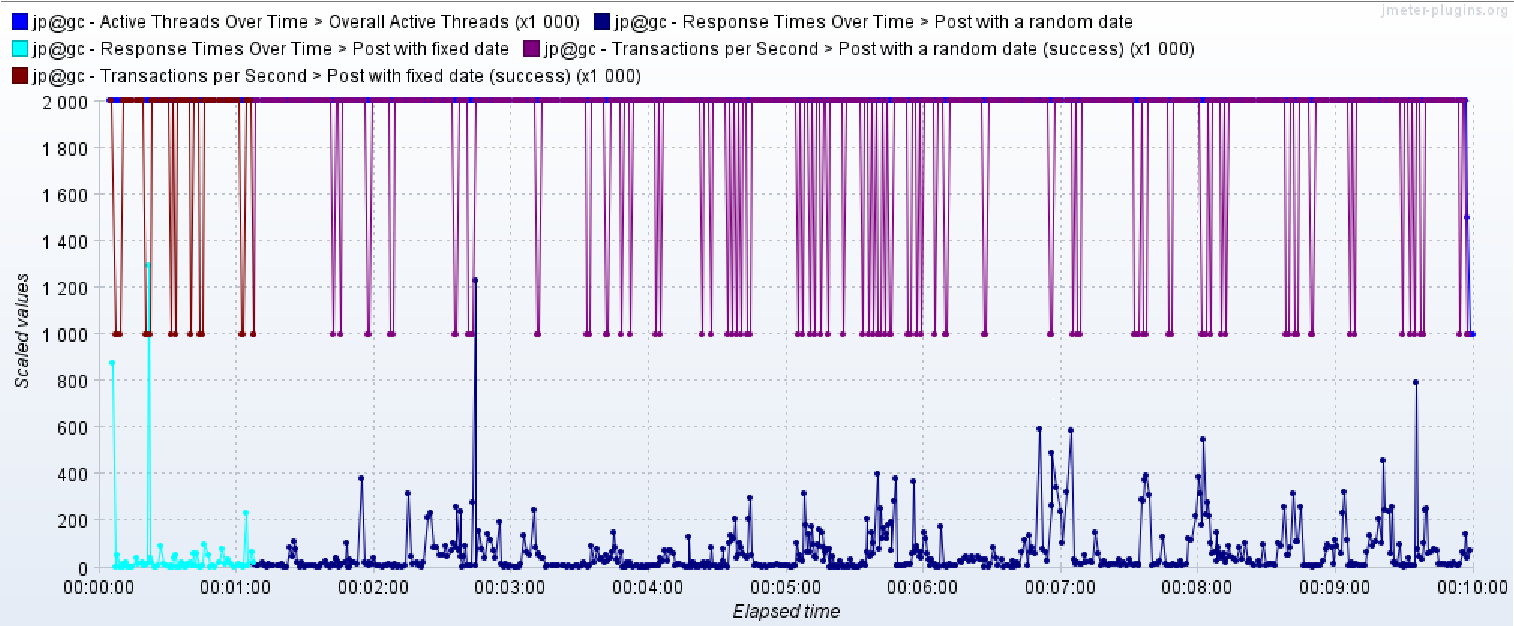 jmeter-plugins.org
jp@gc - Active Threads Over Time > Overall Active Threads (x1 000) jp@gc - Response Times Over Time > Post with a random date
jp@gc - Response Times Over Time > Post with fixed date jp@gc - Transactions per Second > Post with a random date (success) (x1 000)
jp@gc - Transactions per Second > Post with fixed date (success) (x1 000)
2 000
1 800
1 600
1 400
1 200
1 000
800
600
400
200
0
Scaled values
00:00:00 00:01:00 00:02:00 00:03:00 00:04:00 00:05:00 00:06:00 00:07:00 00:08:00 00:09:00 00:10:00
Elapsed time